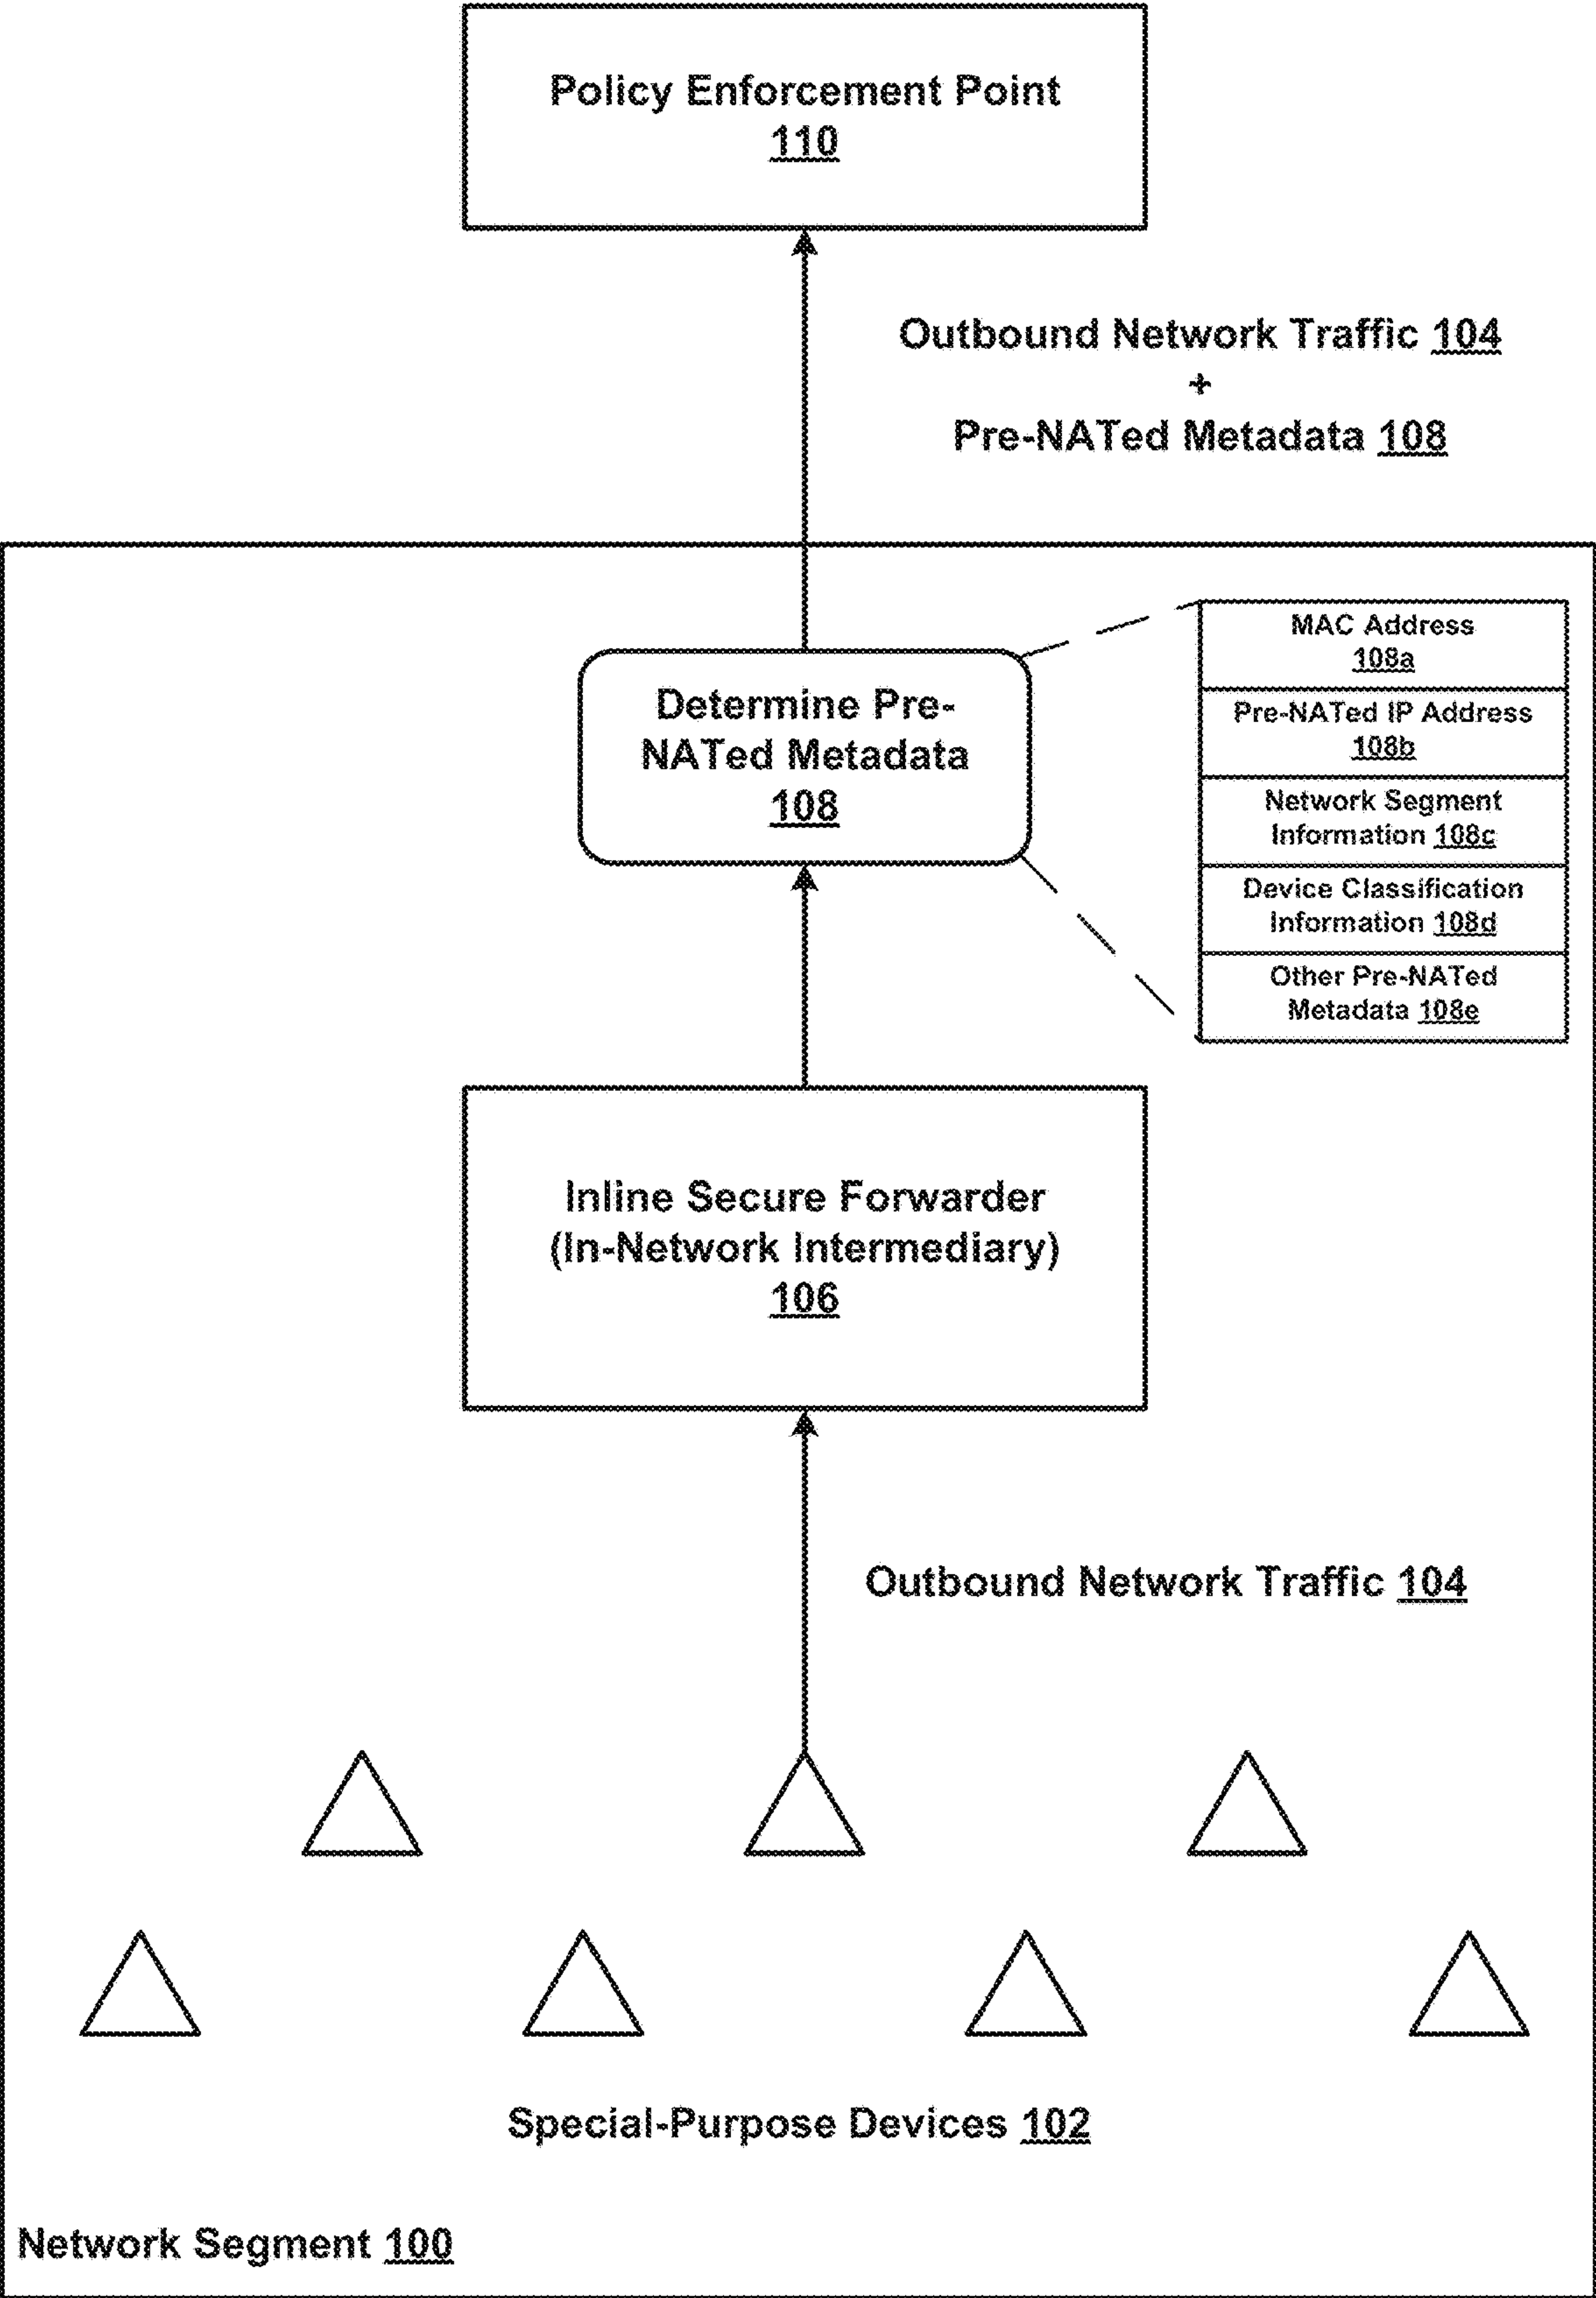 Policy Enforcement Point
110
Outbound Network Traffic 104
+
Pre-NATed Metadata 108
MAC Address
108a
Pre-NATed IP Address
108b
Network Segment
Information 108c
Device Classification
Information 108d
Other Pre-NATed
Metadata 108e
Determine Pre-
NATed Metadata
108
Inline Secure Forwarder
(In-Network Intermediary)
106
Outbound Network Traffic 104
Special-Purpose Devices 102
Network Segment 100